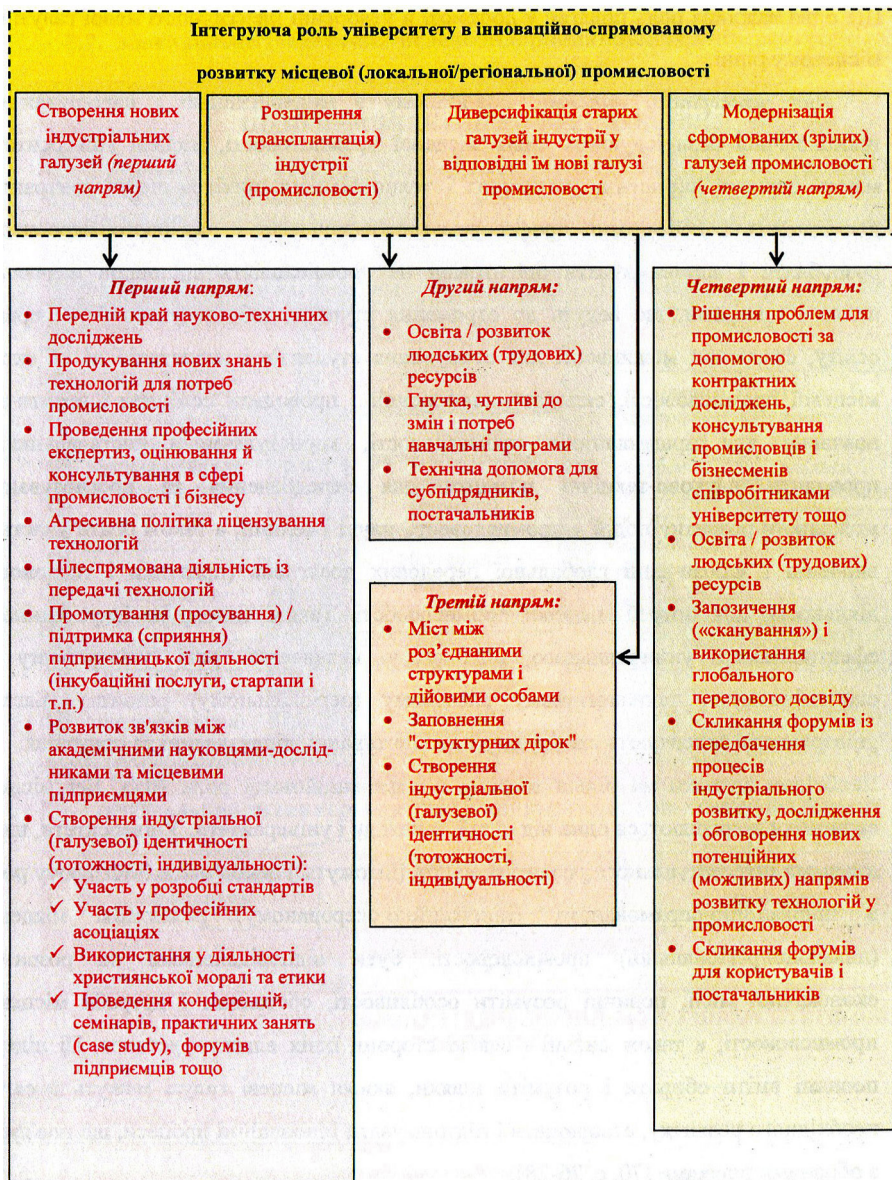 Інтегруюча роль університету в інноваційно-спрямованому
розвитку місцевої (локальної/регіональної) промисловості
Створення нових
індустріальних
галузей (перший
напрям)
Розширення
(трансплантація)
індустрії
(промисловості)
Диверсифікація старих
галузей індустрії у
відповідні їм нові галузі
промисловості
Модернізація
сформованих (зрілих)
галузей промисловості
(четвертий напрям)
Перший напрям:
• Передній край науково-технічних
досліджень
• Продукування нових знань і
технологій для потреб
промисловості
• Проведення професійних
експертиз, оцінювання й
консультування в сфері
промисловості і бізнесу
• Агресивна політика ліцензування
технологій
• Цілеспрямована діяльність із
передачі технологій
• Промотування (просування) /
підтримка (сприяння)
підприємницької діяльності
(інкубаційні послуги, стартапи і
т.п.)
• Розвиток зв'язків між
академічними науковцями-дослід-
никами та місцевими
підприємцями
• Створення індустріальної
(галузевої) ідентичності
(тотожності, індивідуальності):
✓ Участь у розробці стандартів
✓ Участь у професійних
асоціаціях
✓ Використання у діяльності
християнської моралі та етики
✓ Проведення конференцій,
семінарів, практичних занять
(case study), форумів
підприємців тощо
Другий напрям:
• Освіта / розвиток
людських (трудових)
ресурсів
• Гнучка, чутливі до
змін і потреб
навчальні програми
• Технічна допомога для
субпідрядників,
постачальників
Третій напрям:
• Міст між
роз’єднаними
структурами і
дійовими особами
• Заповнення
"структурних дірок"
• Створення
індустріальної
(галузевої)
ідентичності
(тотожності,
індивідуальності)
Четвертий напрям:
• Рішення проблем для
промисловості за
допомогою
контрактних
досліджень,
консультування
промисловців і
бізнесменів
співробітниками
університету тощо
• Освіта / розвиток
людських (трудових)
ресурсів
• Запозичення
(«сканування») і
використання
глобального
передового досвіду
• Скликання форумів із
передбачення
процесів
індустріального
розвитку, дослідження
і обговорення нових
потенційних
(можливих) напрямів
розвитку технологій у
промисловості
• Скликання форумів
для користувачів і
постачальників